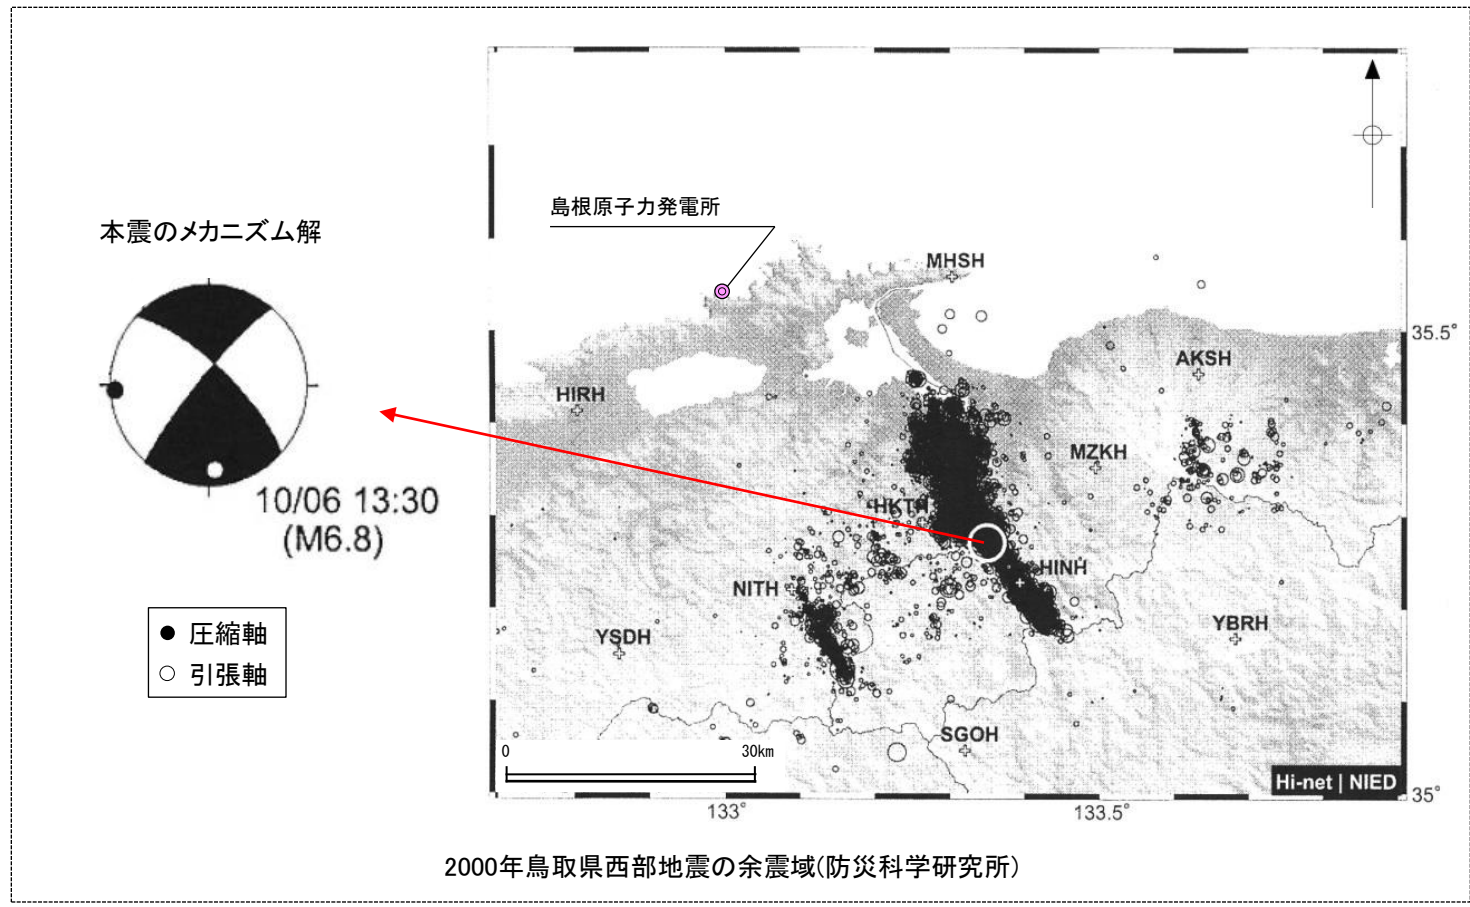 島根原子力発電所
本震のメカニズム解
MHSH
35.5°
AKSH
HIRH
MZKH
10/06 13:30
(M6.8)
HKTH
HINH
NITH
● 圧縮軸
○ 引張軸
YSDH
YBRH
SGOH
0 30km
Hi-net | NIED
35°
133° 133.5°
2000年鳥取県西部地震の余震域(防災科学研究所)